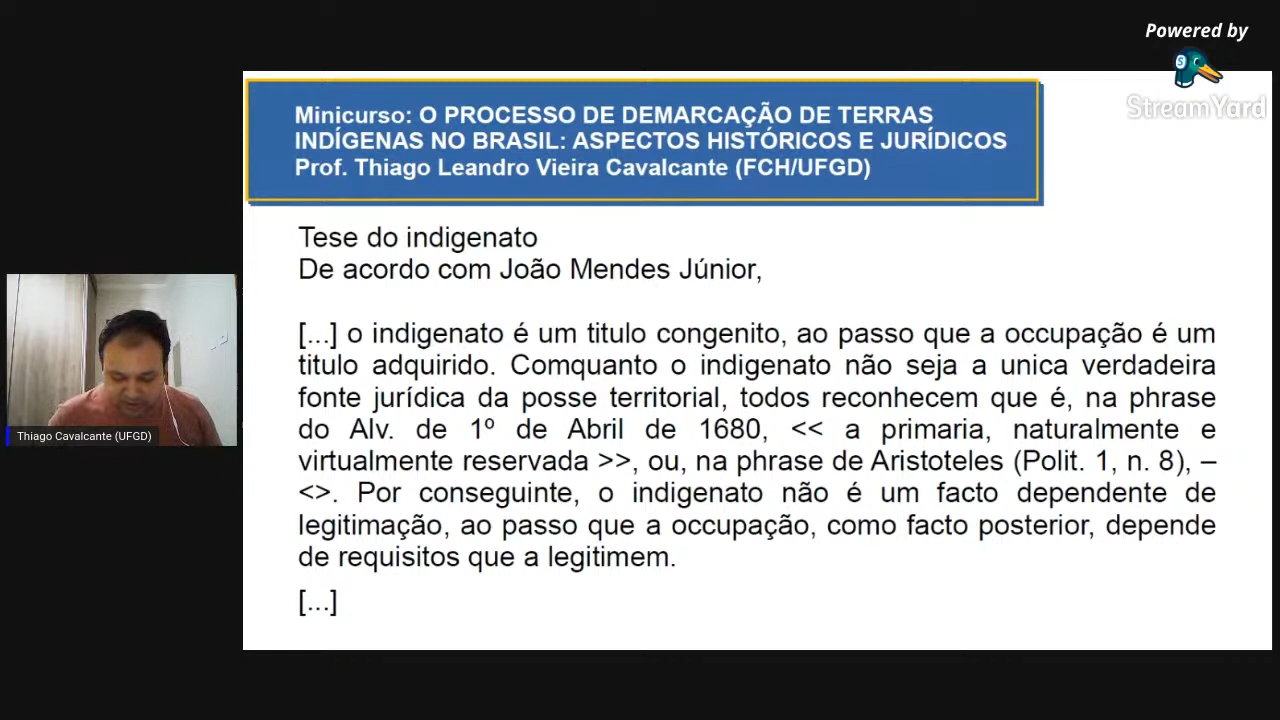 Powered by
StreamYard
Minicurso: O PROCESSO DE DEMARCAÇÃO DE TERRAS
INDÍGENAS NO BRASIL: ASPECTOS HISTÓRICOS E JURÍDICOS
Prof. Thiago Leandro Vieira Cavalcante (FCH/UFGD)
Tese do indigenato
De acordo com João Mendes Júnior,
[...] o indigenato é um titulo congenito, ao passo que a occupação é um
titulo adquirido. Comquanto o indigenato não seja a unica verdadeira
fonte jurídica da posse territorial, todos reconhecem que é, na phrase
do Alv. de 1º de Abril de 1680, << a primaria, naturalmente e
virtualmente reservada >>, ou, na phrase de Aristoteles (Polit. 1, n. 8), –
<>. Por conseguinte, o indigenato não é um facto dependente de
legitimação, ao passo que a occupação, como facto posterior, depende
de requisitos que a legitimem.
[...]
Thiago Cavalcante (UFGD)